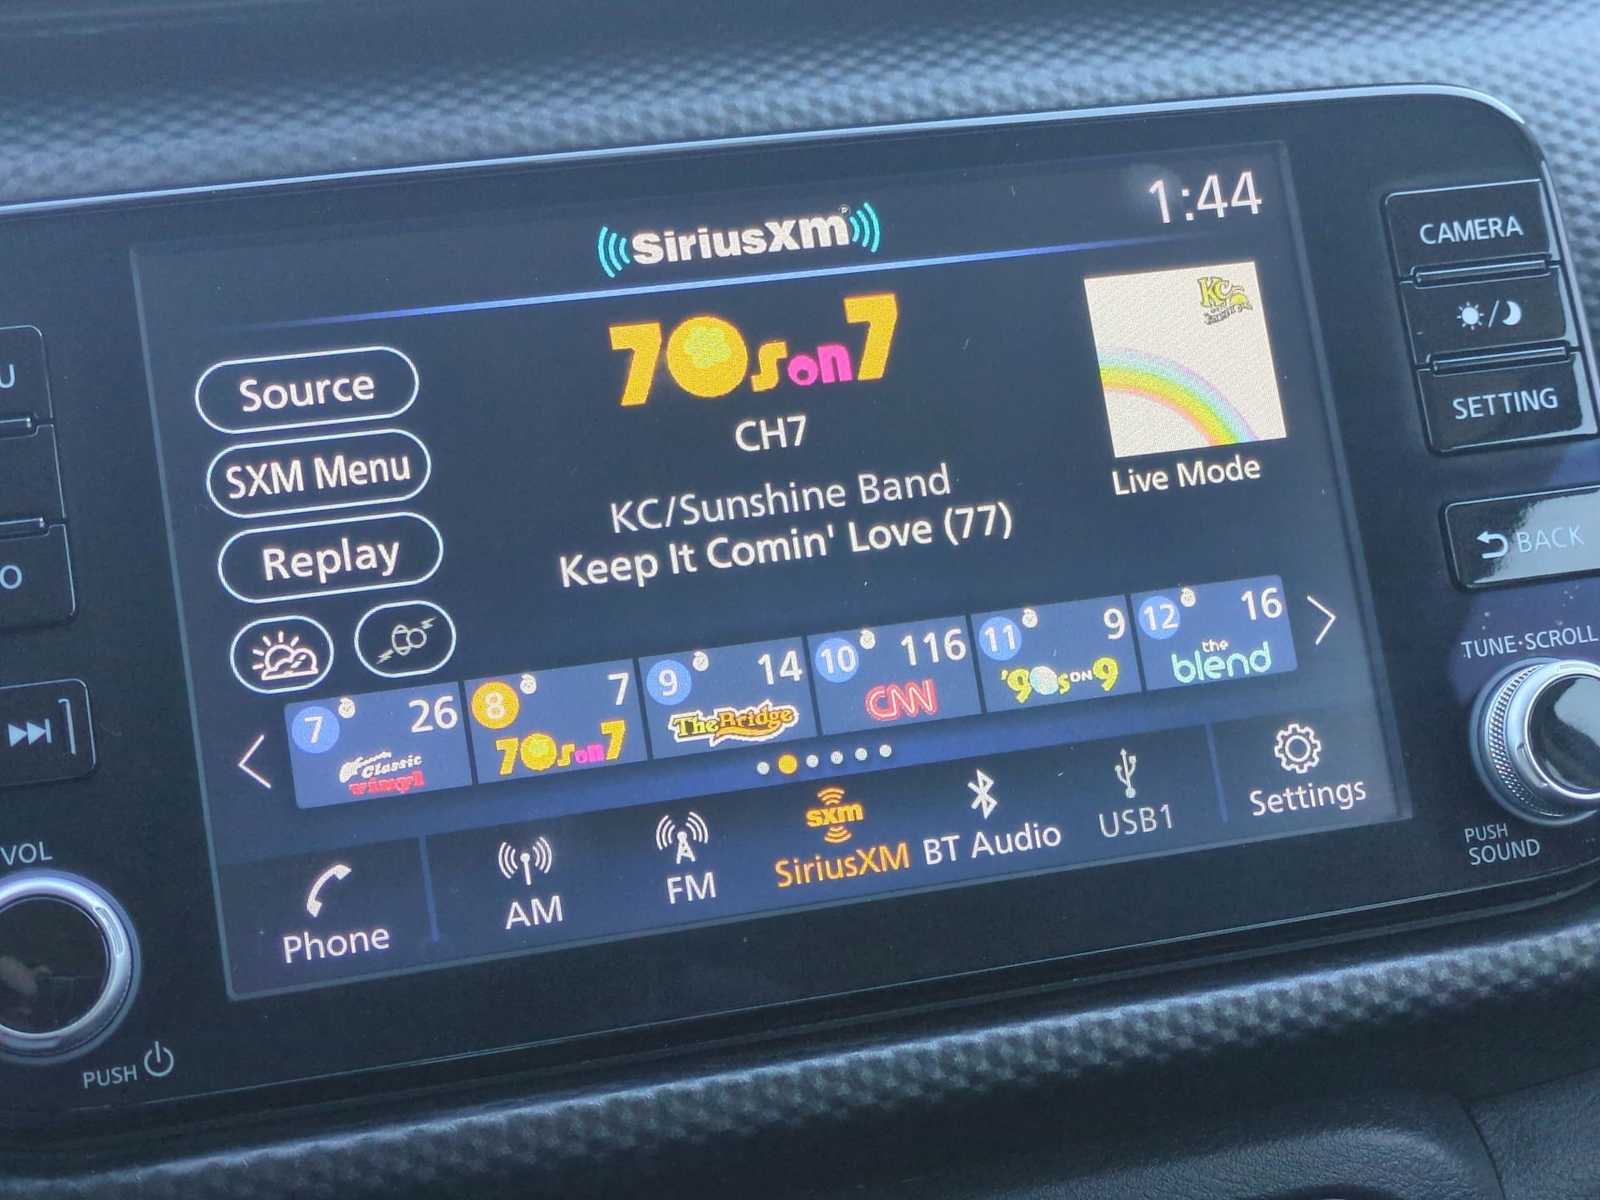 SiriusXM
P
1:44
CAMERA
SETTING
BACK
TUNE·SCROLL
PUSH
SOUND
Source
SXM Menu
Replay
70s on 7
CH7
KC/Sunshine Band
Keep It Comin' Love (77)
KC
Live Mode
7 26
Classic
vinyl
8 7
70s on 7
9 14
The Bridge
10 116
CNN
11 9
'90s ON 9
12 16
the
blend
Phone
AM
FM
sxm
SiriusXM
BT Audio
USB1
Settings
U
O
VOL
PUSH